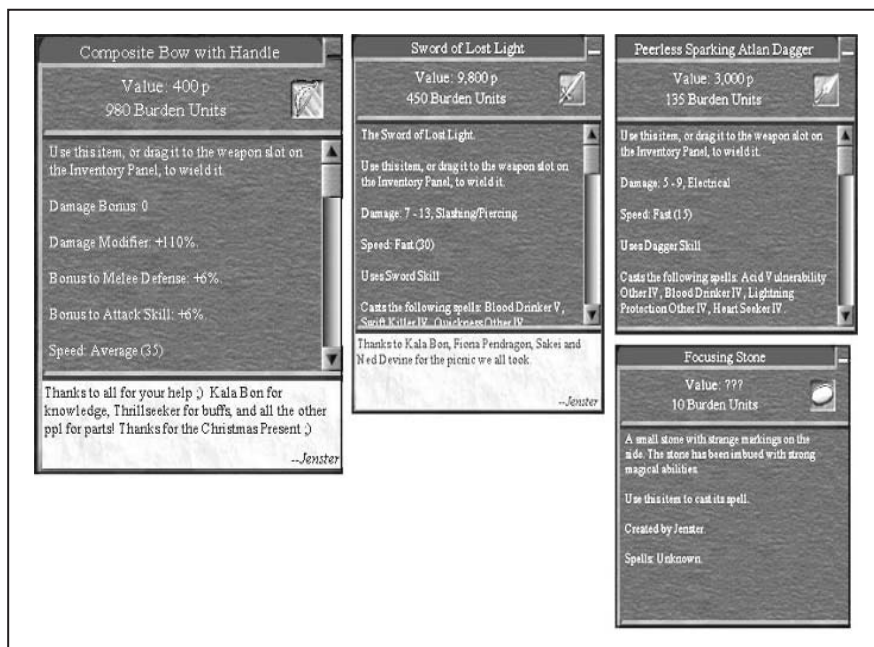 Composite Bow with Handle
Value: 400 p
980 Burden Units
Use this item, or drag it to the weapon slot on
the Inventory Panel, to wield it.
Damage Bonus: 0
Damage Modifier: +110%.
Bonus to Melee Defense: +6%.
Bonus to Attack Skill: +6%.
Speed: Average (35)
Thanks to all for your help ;) Kala Bon for
knowledge, Thrillseeker for buffs, and all the other
ppl for parts! Thanks for the Christmas Present ;)
--Jenster
Sword of Lost Light
Value: 9,800 p
450 Burden Units
The Sword of Lost Light.
Use this item, or drag it to the weapon slot on
the Inventory Panel, to wield it.
Damage: 7 - 13, Slashing/Piercing
Speed: Fast (30)
Uses Sword Skill
Casts the following spells: Blood Drinker V,
Swift Killer IV, Quickness Other IV
Thanks to Kala Bon, Fiona Pendragon, Sakei and
Ned Devine for the picnic we all took.
--Jenster
Peerless Sparking Atlan Dagger
Value: 3,000 p
135 Burden Units
Use this item, or drag it to the weapon slot on
the Inventory Panel, to wield it.
Damage: 5 - 9, Electrical
Speed: Fast (15)
Uses Dagger Skill
Casts the following spells: Acid Vulnerability
Other IV, Blood Drinker IV, Lightning
Protection Other IV, Heart Seeker IV.
Focusing Stone
Value: ???
10 Burden Units
A small stone with strange markings on the
side. The stone has been imbued with strong
magical abilities.
Use this item to cast its spell.
Created by Jenster.
Spells: Unknown.